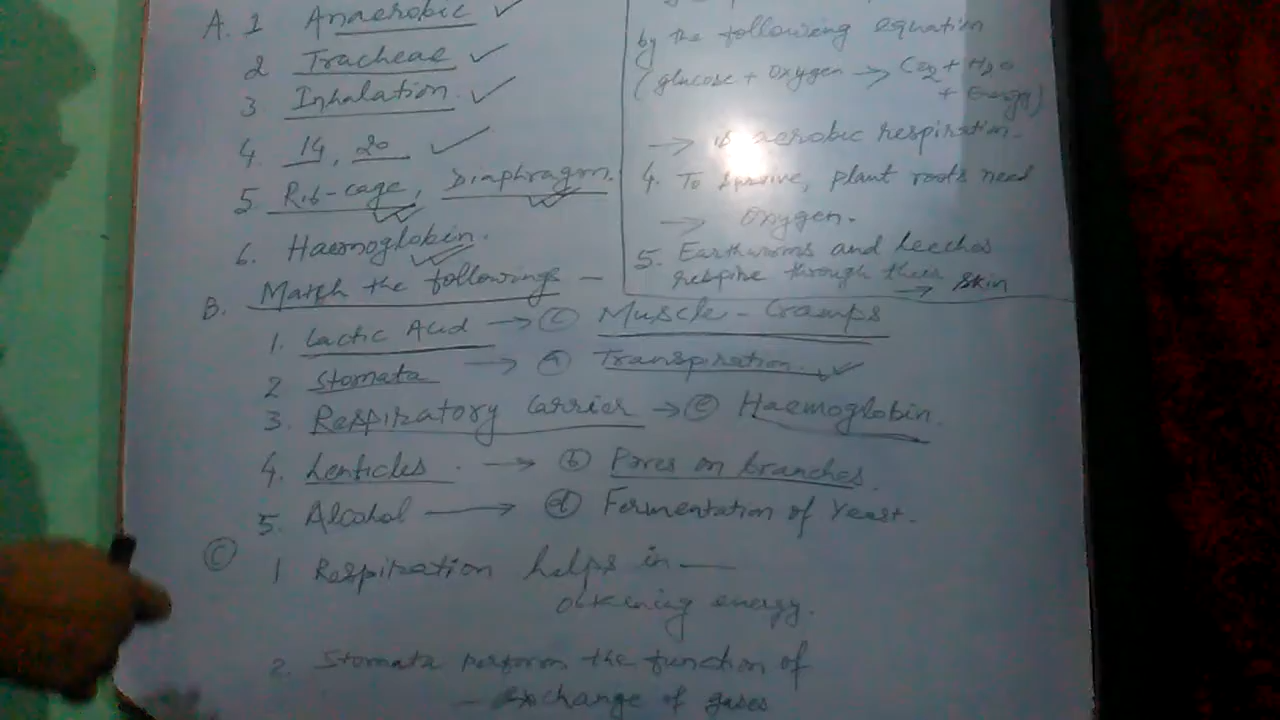 A. 1 Anaerobic ✓
2 Tracheae ✓
3 Inhalation. ✓
4. 14, 20 ✓
5 Rib-cage, Diaphragm.
6. Haemoglobin.
B. Match the followings –
1. Lactic Acid → (c) Muscle-Cramps
2 Stomata → (a) Transpiration. ✓
3. Respiratory Carrier → (e) Haemoglobin.
4. Lenticles. → (b) Pores on branches.
5. Alcohol → (d) Fermentation of Yeast.
(C)
1 Respiration helps in —
energy.
2. Stomata perform the function of
— exchange of gases
by the following equation
(glucose + oxygen → CO2 + H2O
+ Energy)
→ is aerobic respiration.
4. To survive, plant roots need
→ oxygen.
5. Earthworms and leeches
respire through their
→ skin